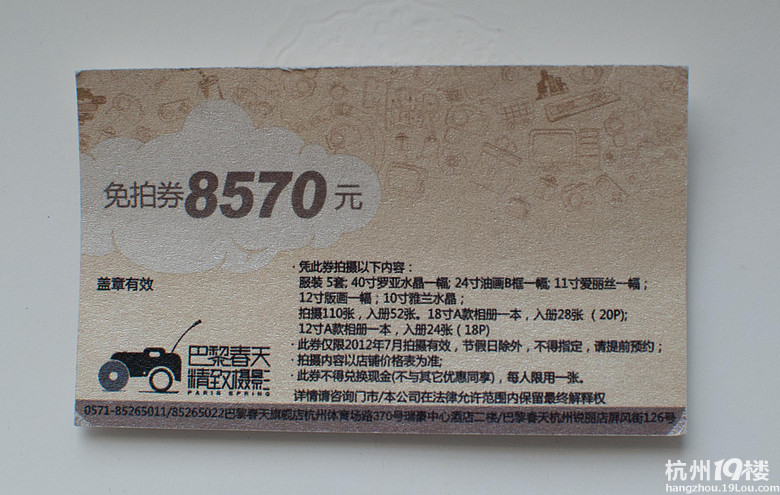 免拍券8570元
盖章有效
·凭此券拍摄以下内容：
服装 5套; 40寸罗亚水晶一幅; 24寸油画B框一幅; 11寸爱丽丝一幅；
12寸版画一幅；10寸雅兰水晶；
拍摄110张，入册52张。18寸A款相册一本，入册28张（20P);
12寸A款相册一本，入册24张（18P）
·此券仅限2012年7月拍摄有效，节假日除外，不得指定，请提前预约；
·拍摄内容以店铺价格表为准;
·此券不得兑换现金(不与其它优惠同享)，每人限用一张。
详情请咨询门市/本公司在法律允许范围内保留最终解释权
巴黎春天
精致摄影
PARIS SPRING
0571-85265011/85265022巴黎春天旗舰店杭州体育场路370号瑞豪中心酒店二楼/巴黎春天杭州锐丽店屏风街126号
杭州19楼
hangzhou.19Lou.com